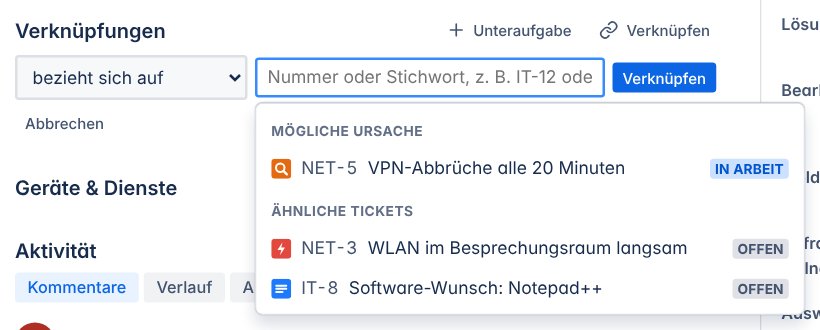 Verknüpfungen
Unteraufgabe
Verknüpfen
Lösu
bezieht sich auf
Nummer oder Stichwort, z. B. IT-12 ode
Verknüpfen
Bearl
Abbrechen
MÖGLICHE URSACHE
NET-5 VPN-Abbrüche alle 20 Minuten IN ARBEIT
Geräte & Dienste
ÄHNLICHE TICKETS
Aktivität
NET-3 WLAN im Besprechungsraum langsam OFFEN
Kommentare
Verlauf
IT-8 Software-Wunsch: Notepad++ OFFEN